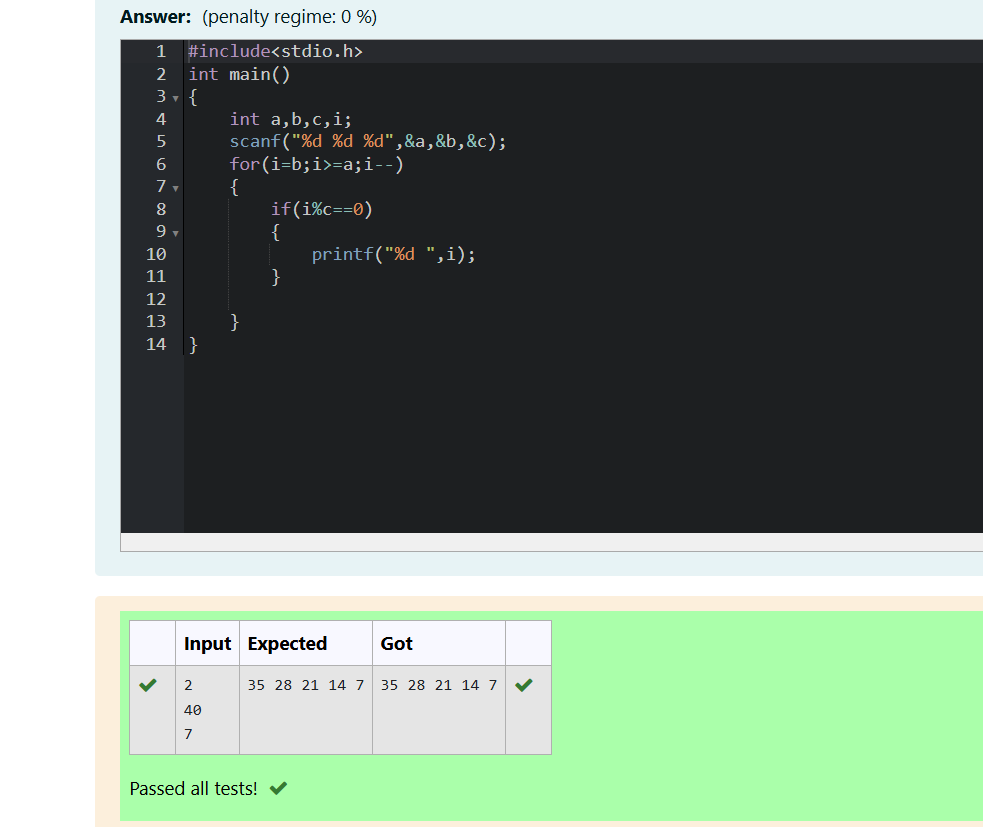 Answer: (penalty regime: 0 %)
1 #include<stdio.h>
2 int main()
3 {
4     int a,b,c,i;
5     scanf("%d %d %d",&a,&b,&c);
6     for(i=b;i>=a;i--)
7     {
8         if(i%c==0)
9         {
10             printf("%d ",i);
11         }
12
13     }
14 }
Input Expected Got
2 35 28 21 14 7 35 28 21 14 7
40
7
Passed all tests!